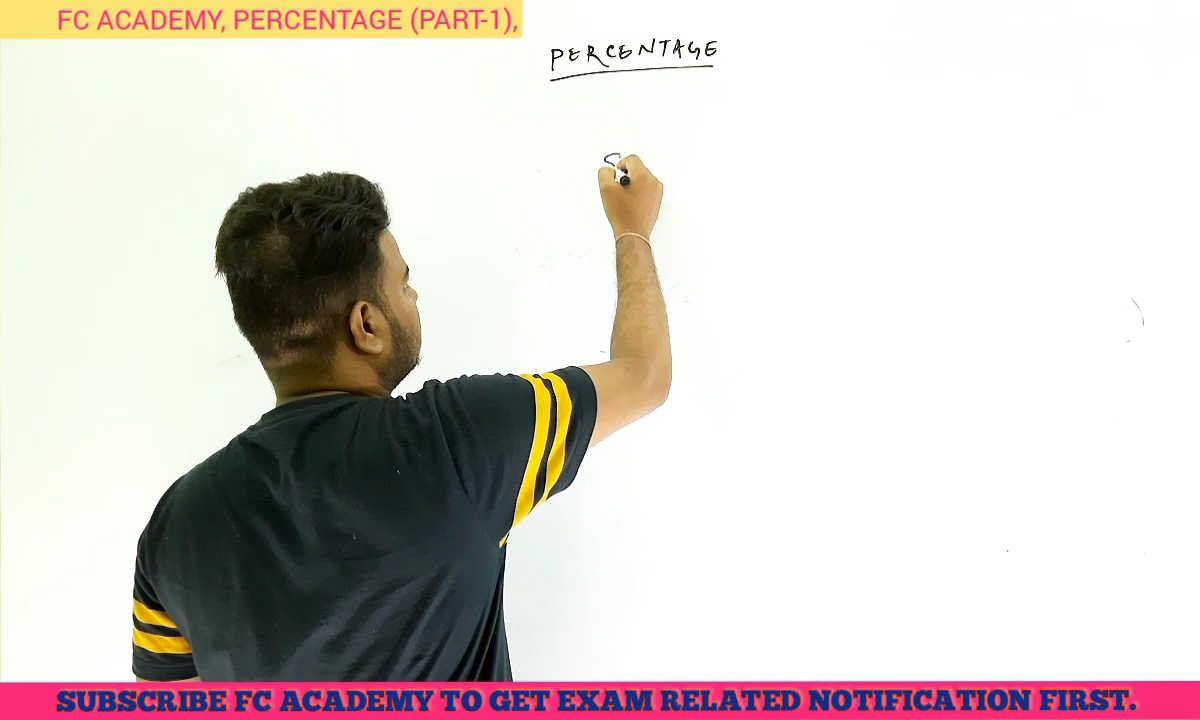 FC ACADEMY, PERCENTAGE (PART-1),
PERCENTAGE
SUBSCRIBE FC ACADEMY TO GET EXAM RELATED NOTIFICATION FIRST.